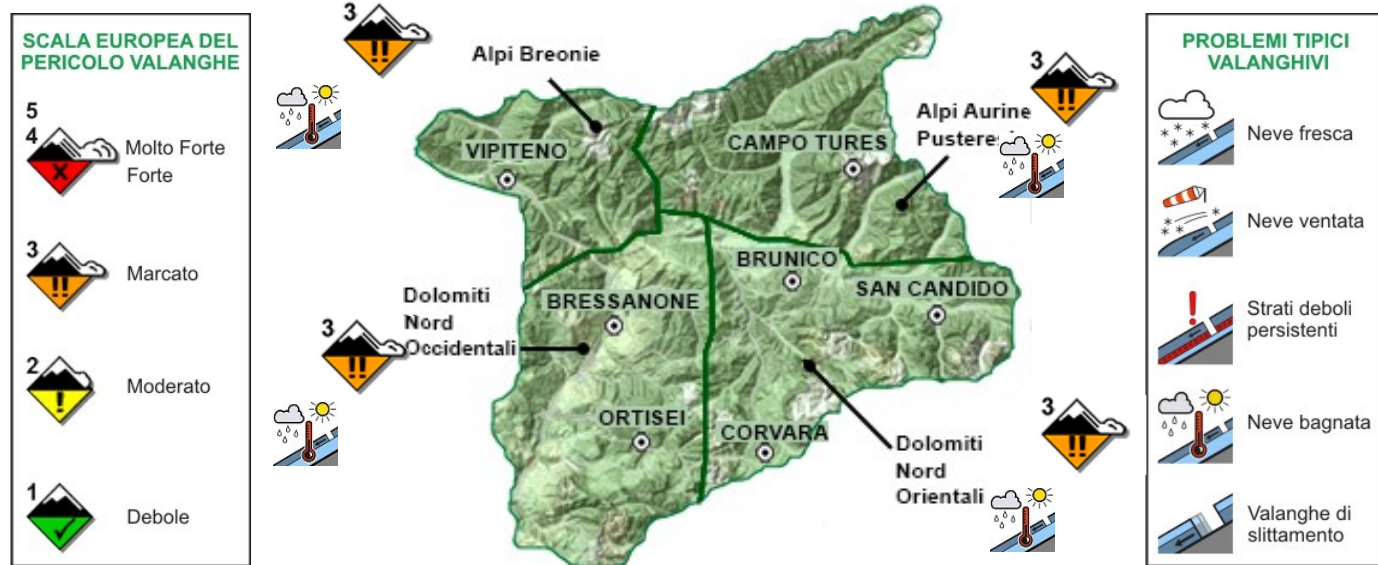 SCALA EUROPEA DEL
PERICOLO VALANGHE
5
4
Molto Forte
Forte
3
Marcato
2
Moderato
1
Debole
3
Alpi Breonie
3
Alpi Aurine
VIPITENO
CAMPO TURES
BRUNICO
SAN CANDIDO
Dolomiti
Nord
Occidentali
BRESSANONE
3
ORTISEI
CORVARA
3
Dolomiti
Nord
Orientali
PROBLEMI TIPICI
VALANGHIVI
Neve fresca
Neve ventata
Strati deboli
persistenti
Neve bagnata
Valanghe di
slittamento